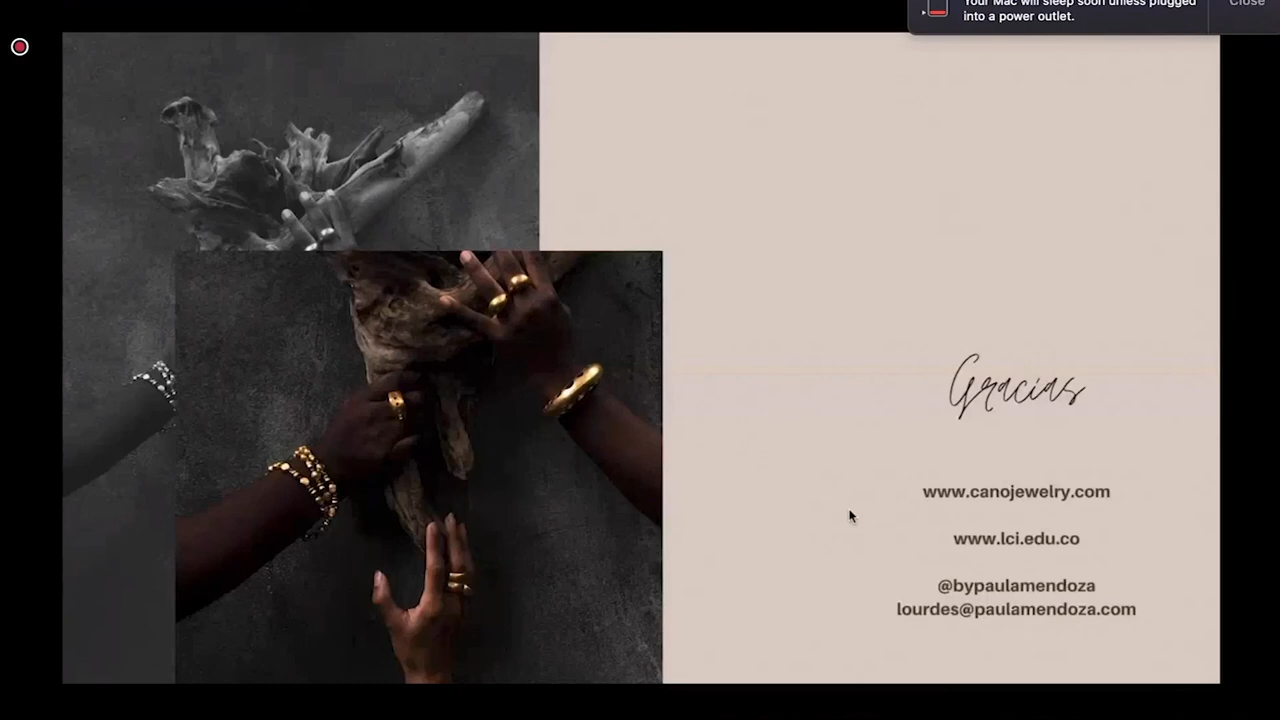 Your Mac will sleep soon unless plugged
into a power outlet.
Close
Gracias
www.canojewelry.com
www.lci.edu.co
@bypaulamendoza
lourdes@paulamendoza.com